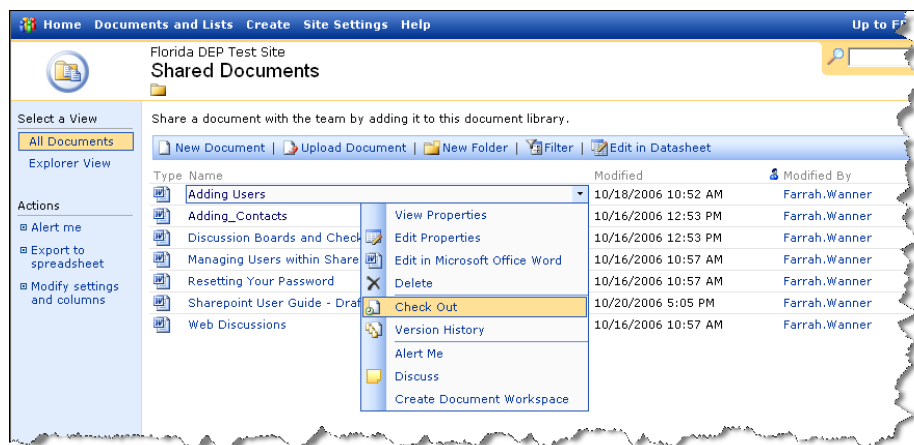 Home Documents and Lists Create Site Settings Help Up to
Florida DEP Test Site
Shared Documents
Select a View
All Documents
Explorer View
Actions
Alert me
Export to
spreadsheet
Modify settings
and columns
Share a document with the team by adding it to this document library.
New Document | Upload Document | New Folder | Filter | Edit in Datasheet
Type Name Modified Modified By
Adding Users 10/18/2006 10:52 AM Farrah.Wanner
Adding_Contacts 10/16/2006 12:53 PM Farrah.Wanner
Discussion Boards and Check 10/16/2006 12:53 PM Farrah.Wanner
Managing Users within Share 10/16/2006 10:57 AM Farrah.Wanner
Resetting Your Password 10/16/2006 10:57 AM Farrah.Wanner
Sharepoint User Guide - Draf 10/20/2006 5:05 PM Farrah.Wanner
Web Discussions 10/16/2006 10:57 AM Farrah.Wanner
View Properties
Edit Properties
Edit in Microsoft Office Word
Delete
Check Out
Version History
Alert Me
Discuss
Create Document Workspace